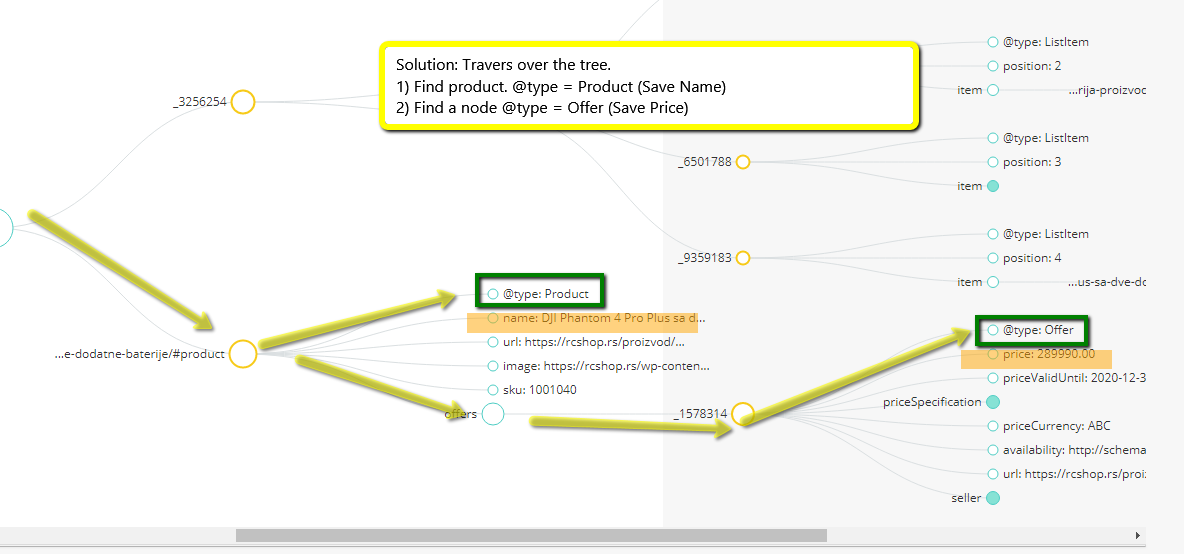 @type: ListItem
Solution: Travers over the tree.
position: 2
1) Find product. @type = Product (Save Name)
item
...rija-proizvoc
_3256254
2) Find a node @type = Offer (Save Price)
@type: ListItem
_6501788
position: 3
item
@type: ListItem
_9359183
position: 4
item
...us-sa-dve-dc
@type: Product
name: DJI Phantom 4 Pro Plus sa d...
@type: Offer
url: https://rcshop.rs/proizvod/...
...e-dodatne-baterije/#product
price: 289990.00
image: https://rcshop.rs/wp-conten...
priceValidUntil: 2020-12-3
sku: 1001040
priceSpecification
offers
_1578314
priceCurrency: ABC
availability: http://schema
url: https://rcshop.rs/proi
seller